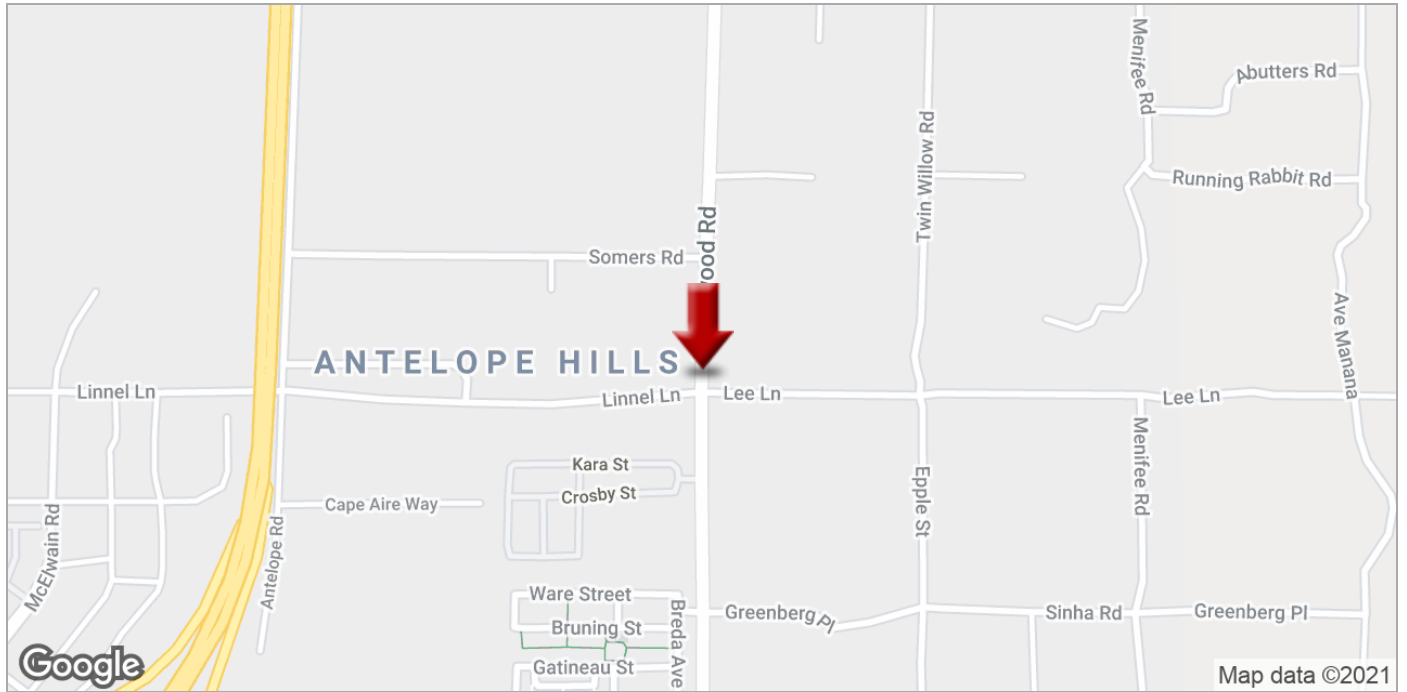 Menifee Rd
Abutters Rd
Twin Willow Rd
Running Rabbit Rd
ood Rd
Somers Rd
Ave Manana
ANTELOPE HILLS
Linnel Ln
Linnel Ln
Lee Ln
Lee Ln
Kara St
Crosby St
Cape Aire Way
Epple St
Menifee Rd
McElwain Rd
Antelope Rd
Ware Street
Bruning St
Gatineau St
Breda Ave
Greenberg Pl
Sinha Rd
Greenberg Pl
Google
Map data ©2021